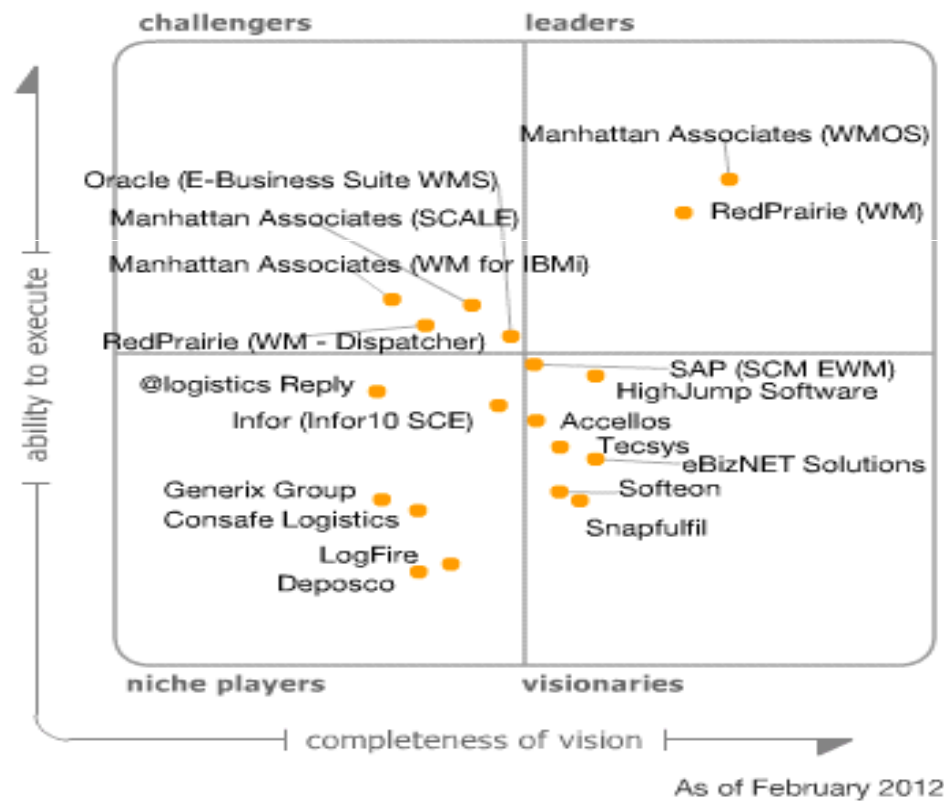 challengers
leaders
Manhattan Associates (WMOS)
Oracle (E-Business Suite WMS)
RedPrairie (WM)
Manhattan Associates (SCALE)
Manhattan Associates (WM for IBMi)
RedPrairie (WM - Dispatcher)
SAP (SCM EWM)
@logistics Reply
HighJump Software
Infor (Infor10 SCE)
Accellos
Tecsys
eBizNET Solutions
Generix Group
Softeon
Consafe Logistics
Snapfulfil
LogFire
Deposco
niche players
visionaries
ability to execute
completeness of vision
As of February 2012